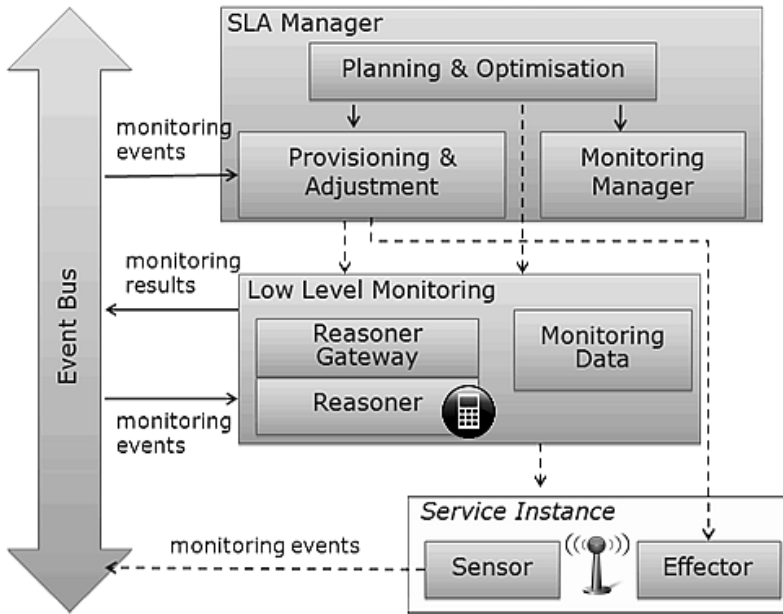 SLA Manager
Planning & Optimisation
monitoring
events
Provisioning &
Adjustment
Monitoring
Manager
monitoring
results
Low Level Monitoring
Reasoner
Gateway
Monitoring
Data
Reasoner
monitoring
events
Event Bus
Service Instance
monitoring events
Sensor
Effector